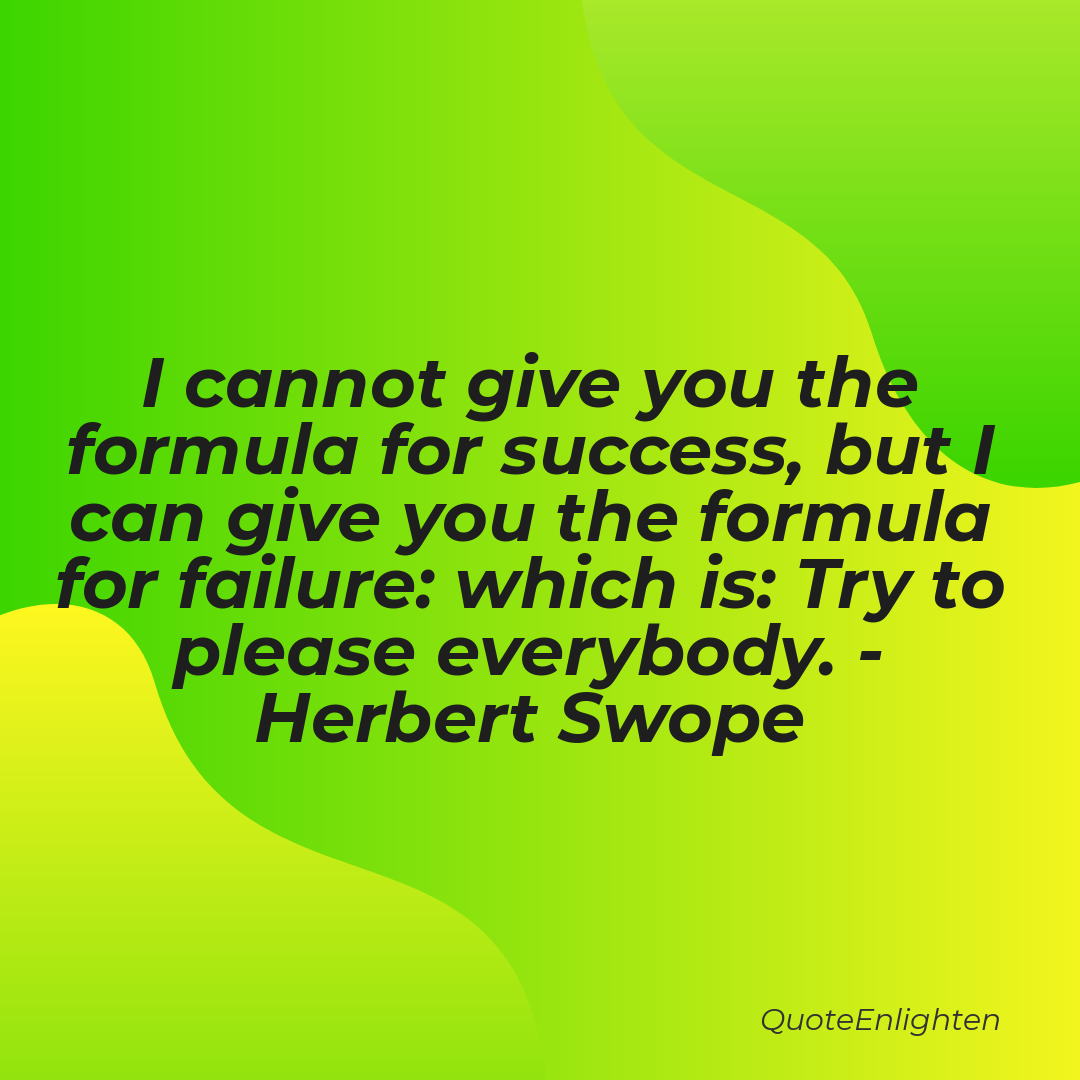 I cannot give you the
formula for success, but I
can give you the formula
for failure: which is: Try to
please everybody. -
Herbert Swope
QuoteEnlighten